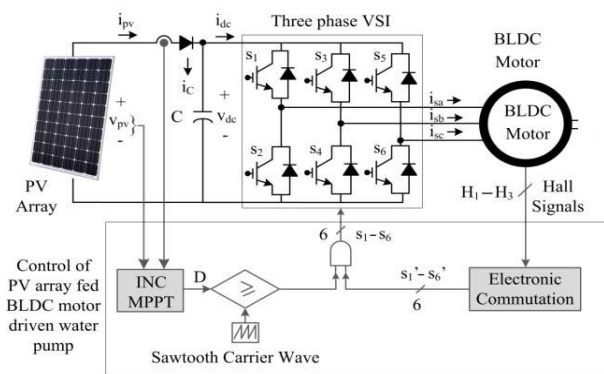 Three phase VSI
BLDC
Motor
i_pv
i_dc
i_C
C
+
v_pv
-
+
v_dc
-
S1
S3
S5
S2
S4
S6
i_sa
i_sb
i_sc
BLDC
Motor
PV
Array
H1-H3
Hall
Signals
6
s1-s6
Control of
PV array fed
BLDC motor
driven water
pump
INC
MPPT
D
≥
s1'-s6'
6
Electronic
Commutation
Sawtooth Carrier Wave